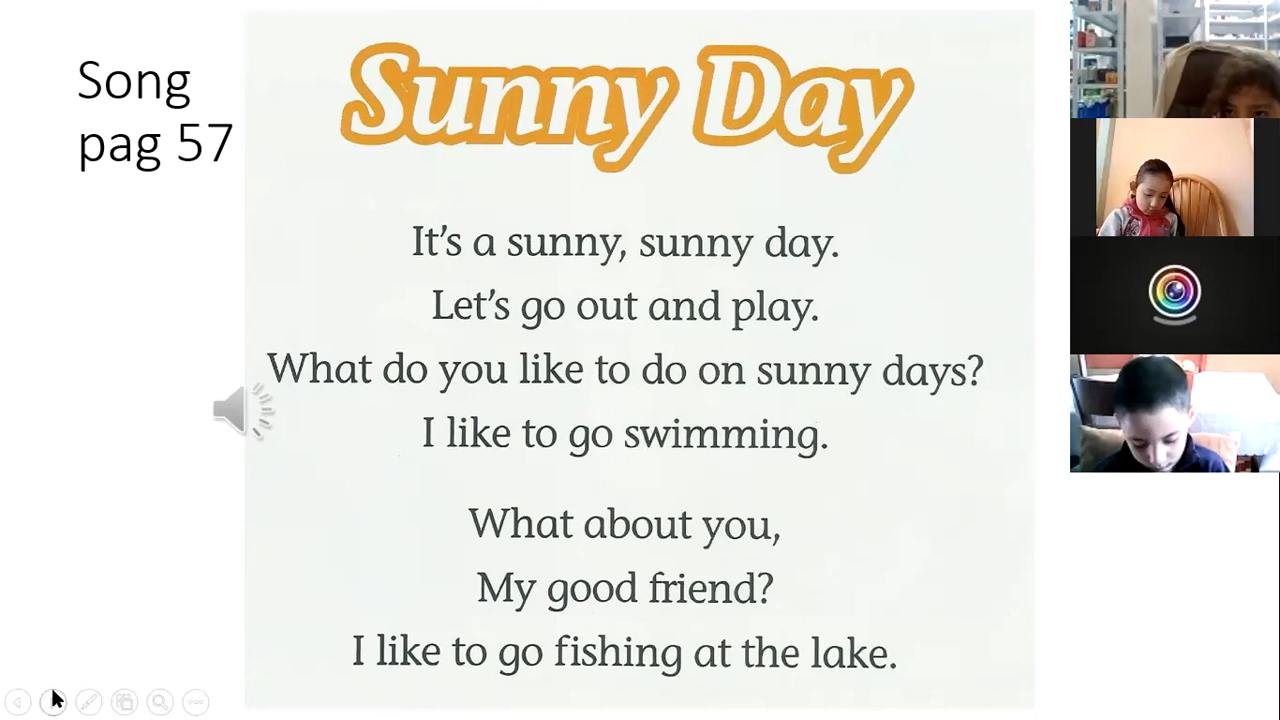 Song
pag 57
Sunny Day
It's a sunny, sunny day.
Let's go out and play.
What do you like to do on sunny days?
I like to go swimming.
What about you,
My good friend?
I like to go fishing at the lake.